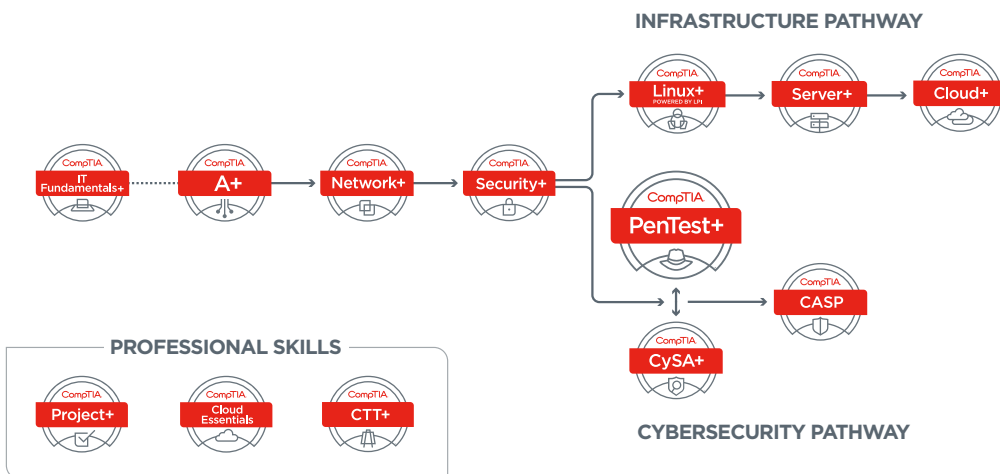 INFRASTRUCTURE PATHWAY
CompTIA
Linux+
POWERED BY LPI
CompTIA
Server+
CompTIA
Cloud+
CompTIA
IT
Fundamentals+
CompTIA
A+
CompTIA
Network+
CompTIA
Security+
CompTIA
PenTest+
CompTIA
CASP
CompTIA
CySA+
CYBERSECURITY PATHWAY
PROFESSIONAL SKILLS
CompTIA
Project+
CompTIA
Cloud
Essentials
CompTIA
CTT+